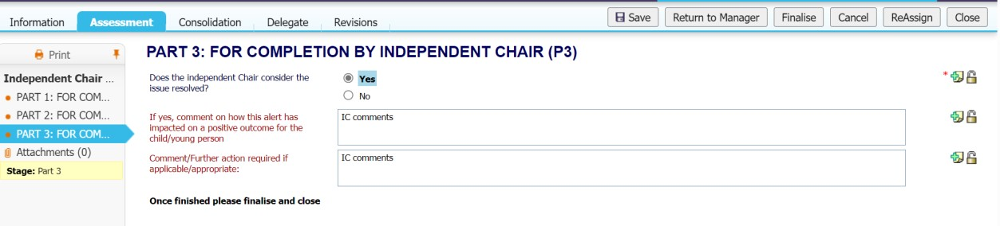 Information Assessment Consolidation Delegate Revisions Save Return to Manager Finalise Cancel ReAssign Close
Print
Independent Chair ...
PART 1: FOR COM...
PART 2: FOR COM...
PART 3: FOR COM...
Attachments (0)
Stage: Part 3
PART 3: FOR COMPLETION BY INDEPENDENT CHAIR (P3)
Does the independent Chair consider the
issue resolved?
Yes
No
*
If yes, comment on how this alert has
impacted on a positive outcome for the
child/young person
IC comments
Comment/Further action required if
applicable/appropriate:
IC comments
Once finished please finalise and close